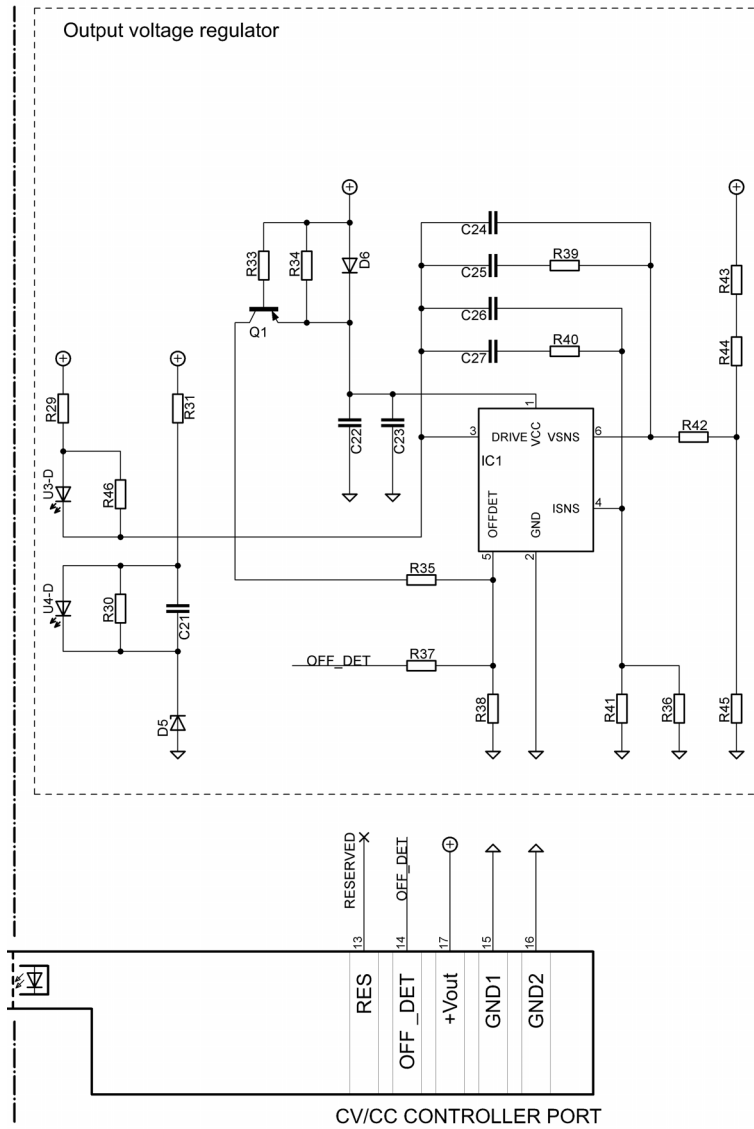 Output voltage regulator
C24
R33
R34
D6
C25
R39
R43
C26
Q1
C27
R40
R44
R29
R31
C22
C23
1
3
DRIVE
VCC
VSNS
6
R42
IC1
U3-D
R46
OFFDET
GND
ISNS
4
5
2
R35
U4-D
R30
C21
OFF_DET
R37
D5
R38
R41
R36
R45
RESERVED
OFF_DET
13
14
17
15
16
RES
OFF _DET
+Vout
GND1
GND2
CV/CC CONTROLLER PORT